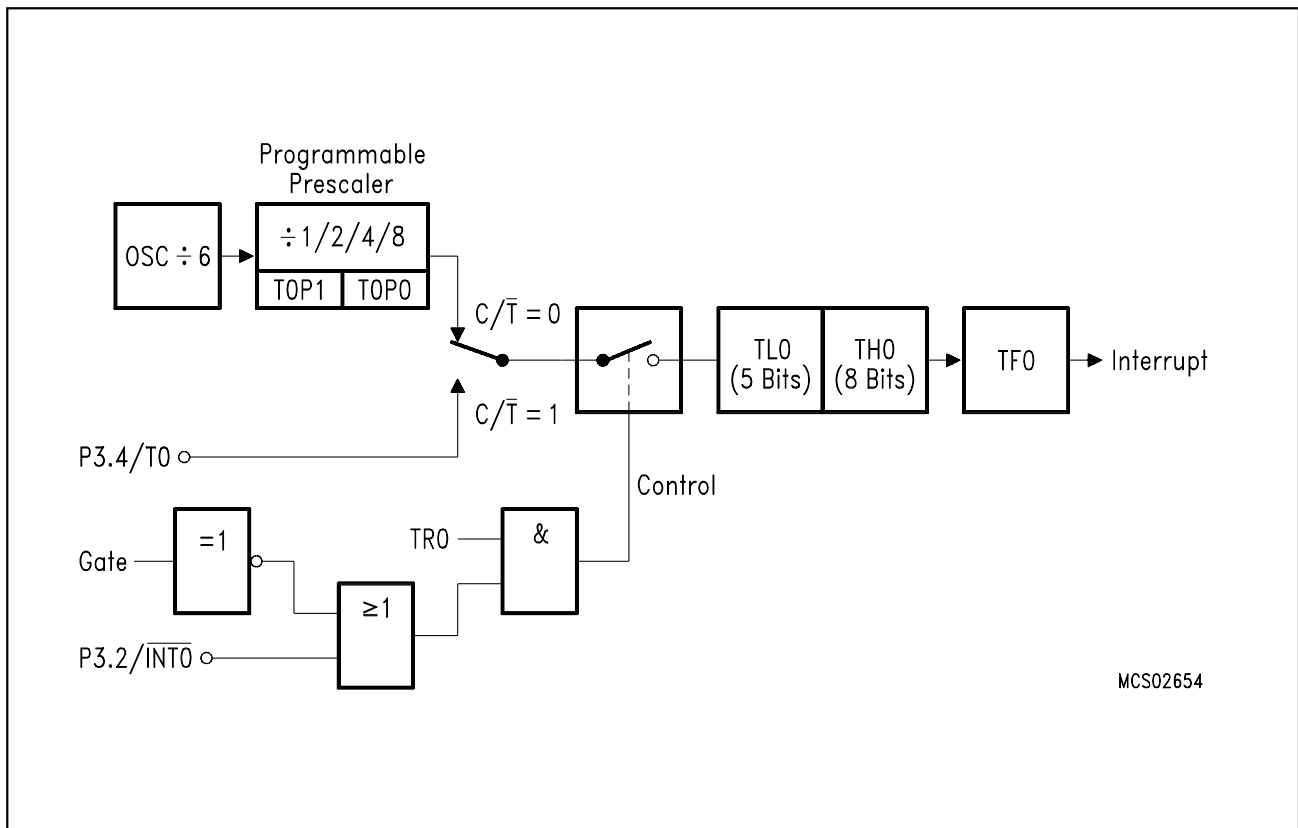 Programmable
Prescaler
OSC ÷ 6
÷ 1/2/4/8
T0P1 T0P0
C/T̅ = 0
TL0
(5 Bits)
TH0
(8 Bits)
TF0
Interrupt
C/T̅ = 1
P3.4/T0
Control
TR0
&
=1
Gate
≥1
P3.2/I̅N̅T̅0̅
MCS02654